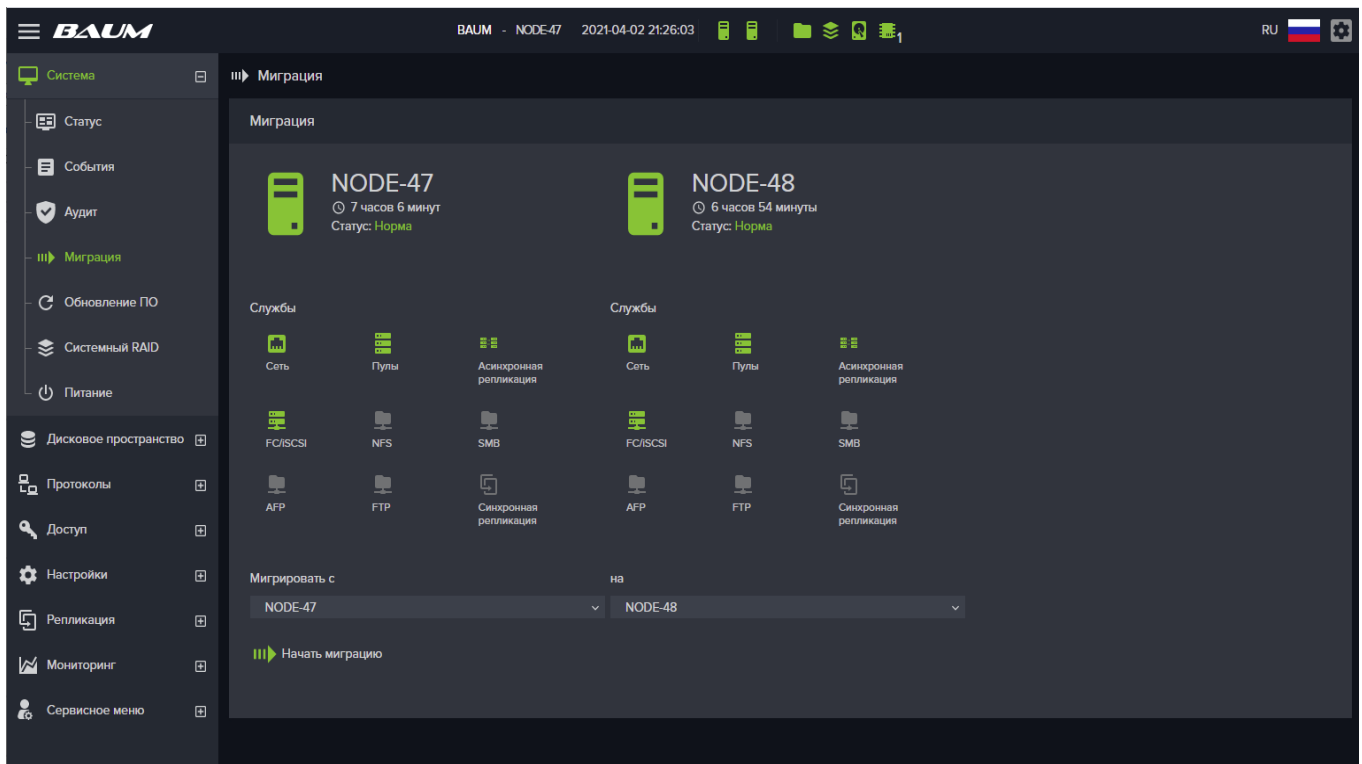 BAUM
BAUM - NODE-47 2021-04-02 21:26:03
1
RU
Система
Статус
События
Аудит
Миграция
Обновление ПО
Системный RAID
Питание
Дисковое пространство
Протоколы
Доступ
Настройки
Репликация
Мониторинг
Сервисное меню
Миграция
Миграция
NODE-47
7 часов 6 минут
Статус: Норма
NODE-48
6 часов 54 минуты
Статус: Норма
Службы
Сеть
Пулы
Асинхронная
репликация
FC/iSCSI
NFS
SMB
AFP
FTP
Синхронная
репликация
Службы
Сеть
Пулы
Асинхронная
репликация
FC/iSCSI
NFS
SMB
AFP
FTP
Синхронная
репликация
Мигрировать с
NODE-47
на
NODE-48
Начать миграцию